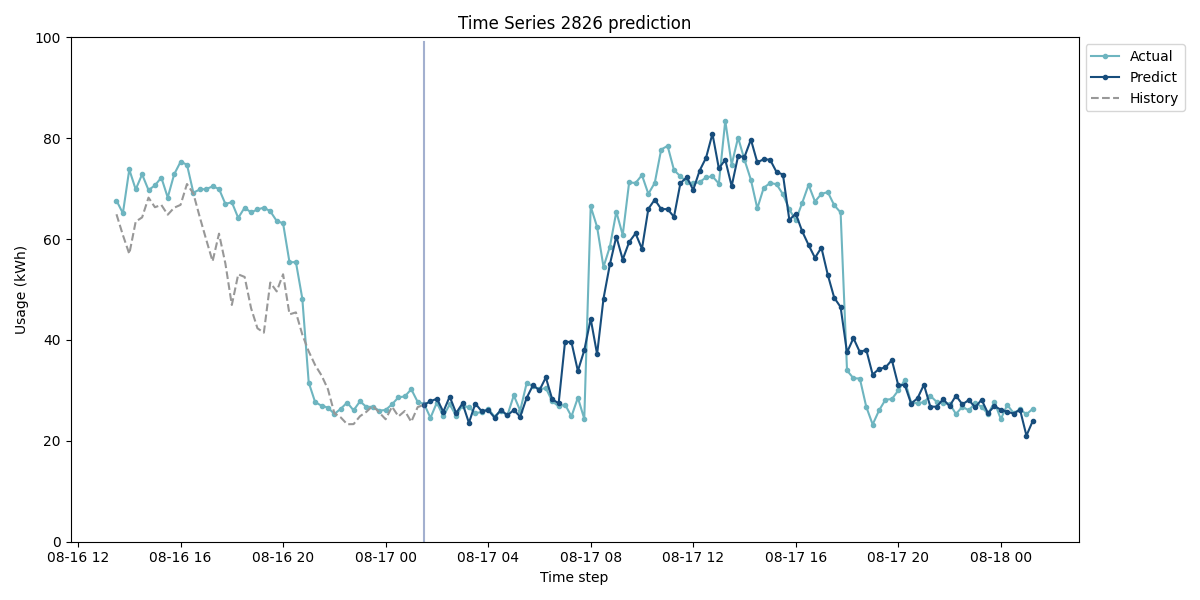 Time Series 2826 prediction
100
80
60
40
20
0
Usage (kWh)
08-16 12
08-16 16
08-16 20
08-17 00
08-17 04
08-17 08
08-17 12
08-17 16
08-17 20
08-18 00
Time step
Actual
Predict
History